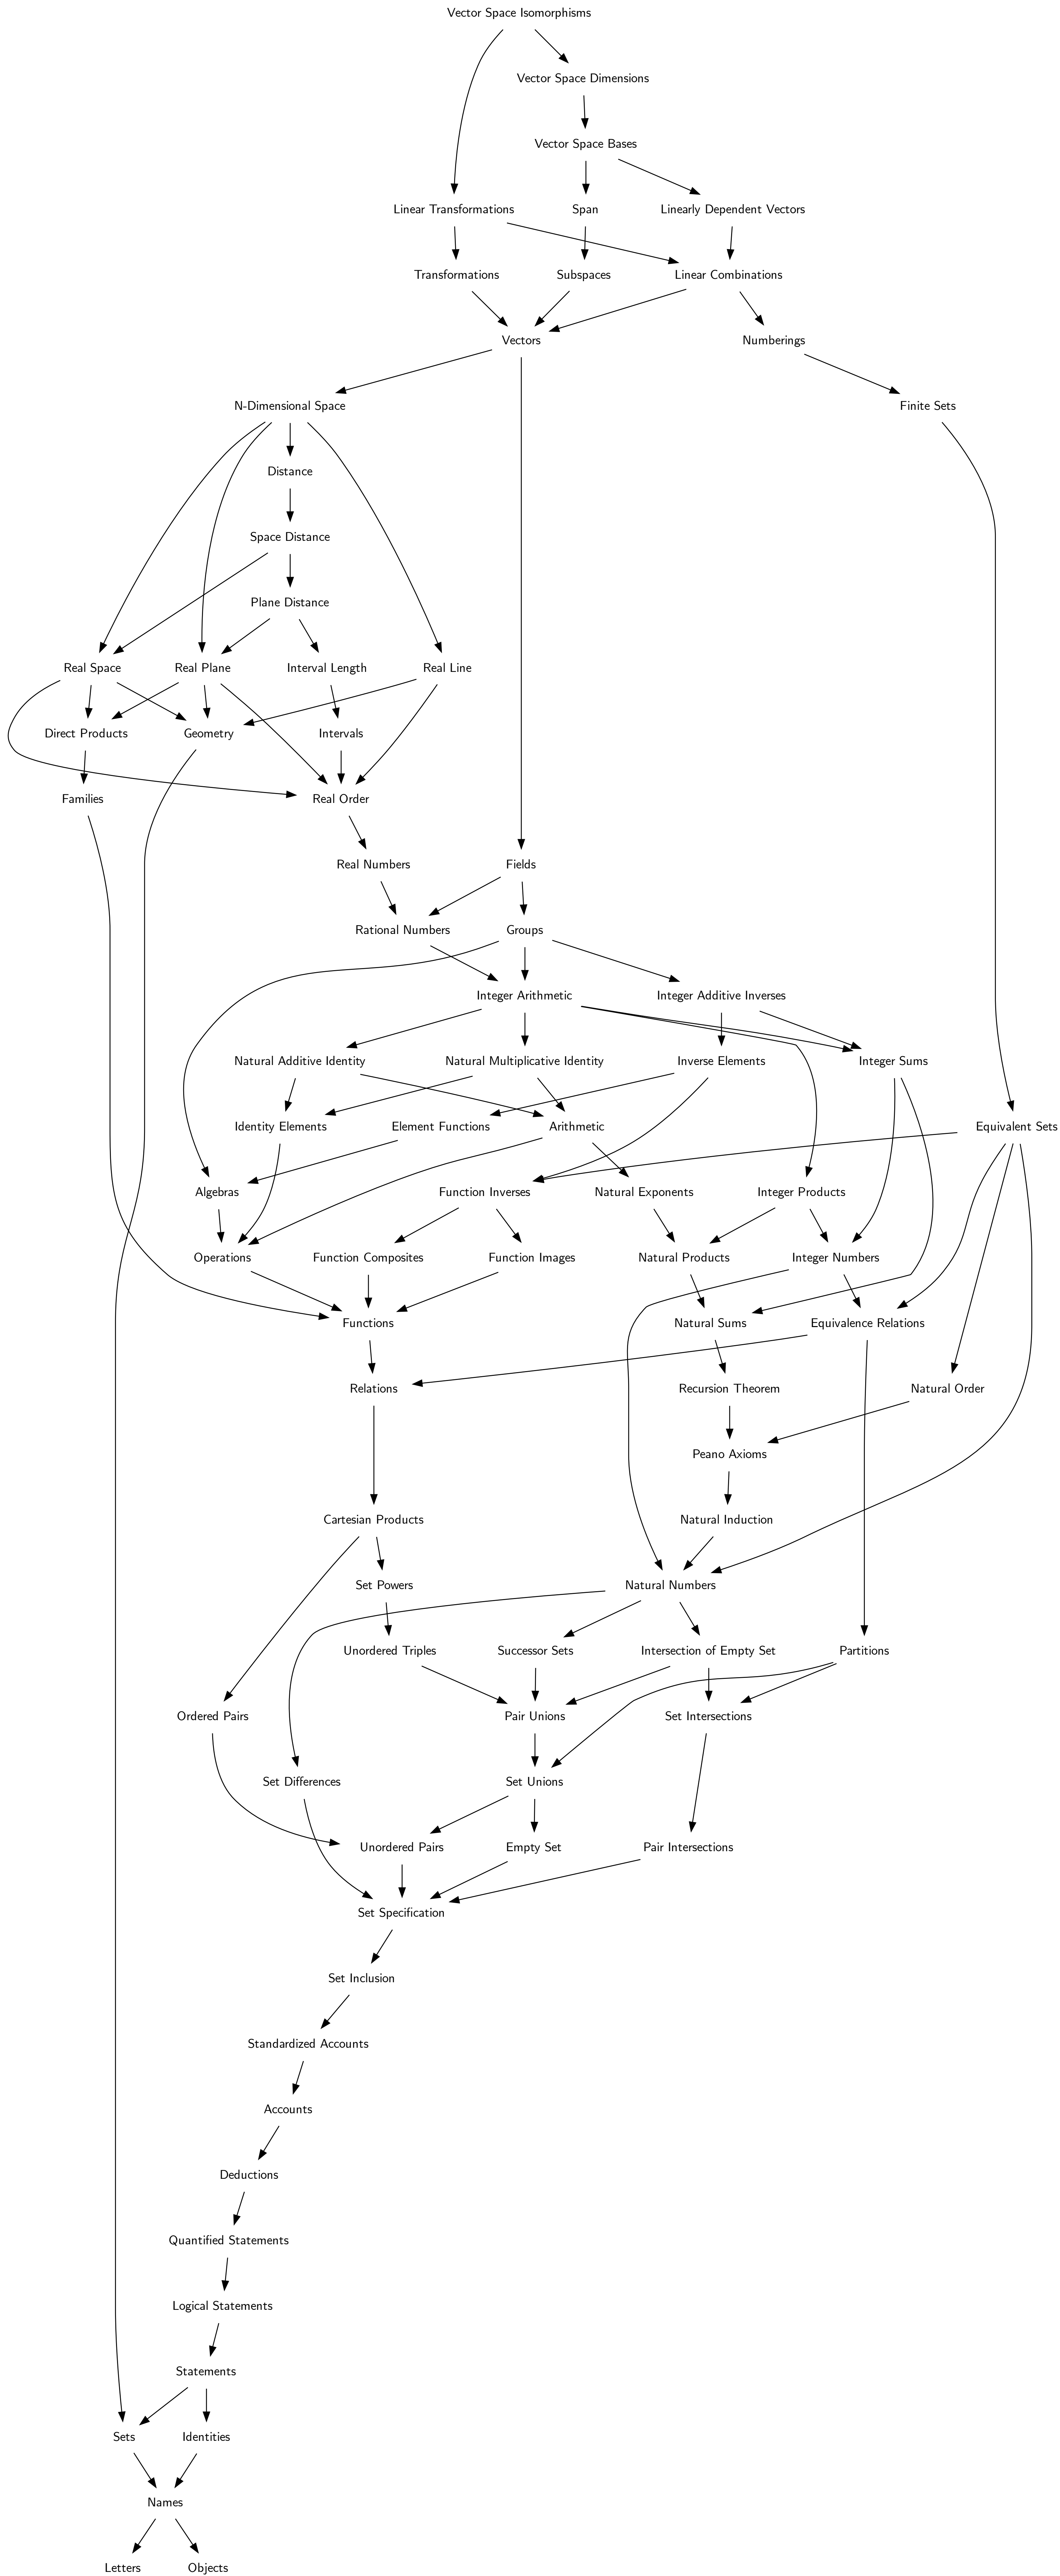 Vector Space Isomorphisms
Vector Space Dimensions
Vector Space Bases
Linear Transformations
Span
Linearly Dependent Vectors
Transformations
Subspaces
Linear Combinations
Vectors
Numberings
N-Dimensional Space
Finite Sets
Distance
Space Distance
Plane Distance
Real Space
Real Plane
Interval Length
Real Line
Direct Products
Geometry
Intervals
Families
Real Order
Real Numbers
Fields
Rational Numbers
Groups
Integer Arithmetic
Integer Additive Inverses
Natural Additive Identity
Natural Multiplicative Identity
Inverse Elements
Integer Sums
Identity Elements
Element Functions
Arithmetic
Equivalent Sets
Algebras
Function Inverses
Natural Exponents
Integer Products
Operations
Function Composites
Function Images
Natural Products
Integer Numbers
Functions
Natural Sums
Equivalence Relations
Relations
Recursion Theorem
Natural Order
Peano Axioms
Cartesian Products
Natural Induction
Set Powers
Natural Numbers
Unordered Triples
Successor Sets
Intersection of Empty Set
Partitions
Ordered Pairs
Pair Unions
Set Intersections
Set Differences
Set Unions
Unordered Pairs
Empty Set
Pair Intersections
Set Specification
Set Inclusion
Standardized Accounts
Accounts
Deductions
Quantified Statements
Logical Statements
Statements
Sets
Identities
Names
Letters
Objects